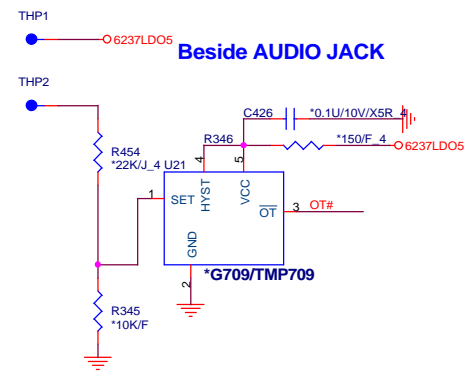 THP1
6237LDO5
Beside AUDIO JACK
THP2
C426
*0.1U/10V/X5R_4
R454
*22K/J_4
U21
R346
*150/F_4
6237LDO5
4
5
1
SET
HYST
VCC
OT
3
OT#
GND
2
*G709/TMP709
R345
*10K/F